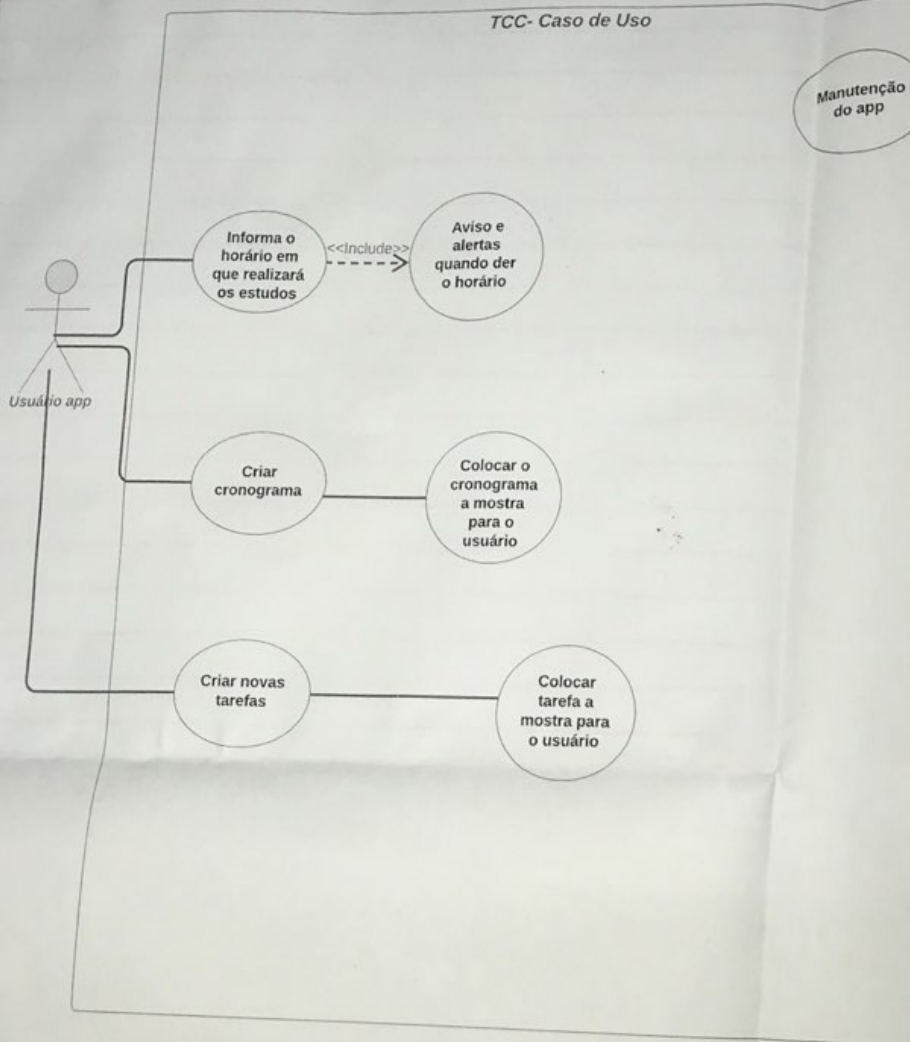 TCC- Caso de Uso
Manutenção
do app
Informa o
horário em
que realizará
os estudos
<<Include>>
Aviso e
alertas
quando der
o horário
Usuário app
Criar
cronograma
Colocar o
cronograma
a mostra
para o
usuário
Criar novas
tarefas
Colocar
tarefa a
mostra para
o usuário